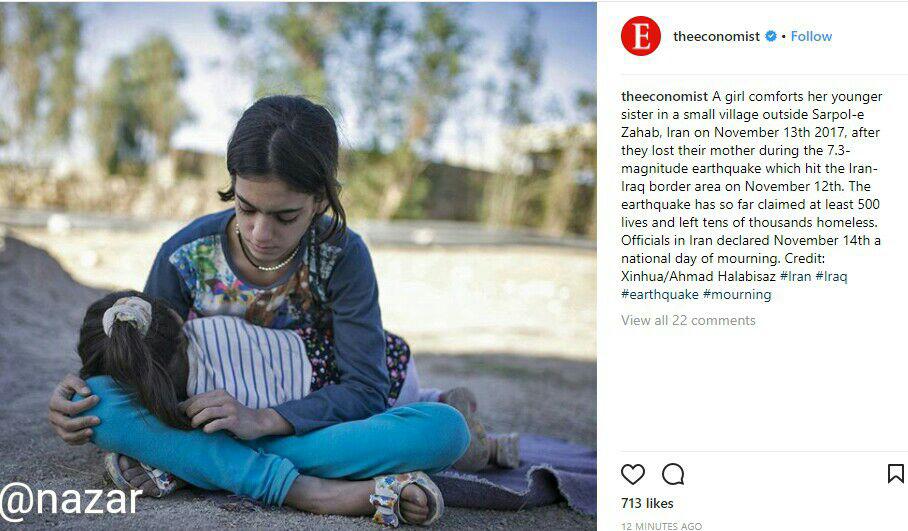 E
theeconomist • Follow
theeconomist A girl comforts her younger
sister in a small village outside Sarpol-e
Zahab, Iran on November 13th 2017, after
they lost their mother during the 7.3-
magnitude earthquake which hit the Iran-
Iraq border area on November 12th. The
earthquake has so far claimed at least 500
lives and left tens of thousands homeless.
Officials in Iran declared November 14th a
national day of mourning. Credit:
Xinhua/Ahmad Halabisaz #Iran #Iraq
#earthquake #mourning
View all 22 comments
713 likes
12 MINUTES AGO
@nazar